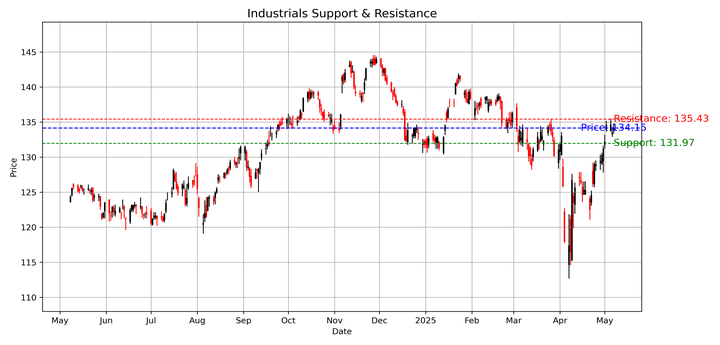 Industrials Support & Resistance
Price
145
140
135
130
125
120
115
110
Resistance: 135.43
Price: 134.15
Support: 131.97
May Jun Jul Aug Sep Oct Nov Dec 2025 Feb Mar Apr May
Date